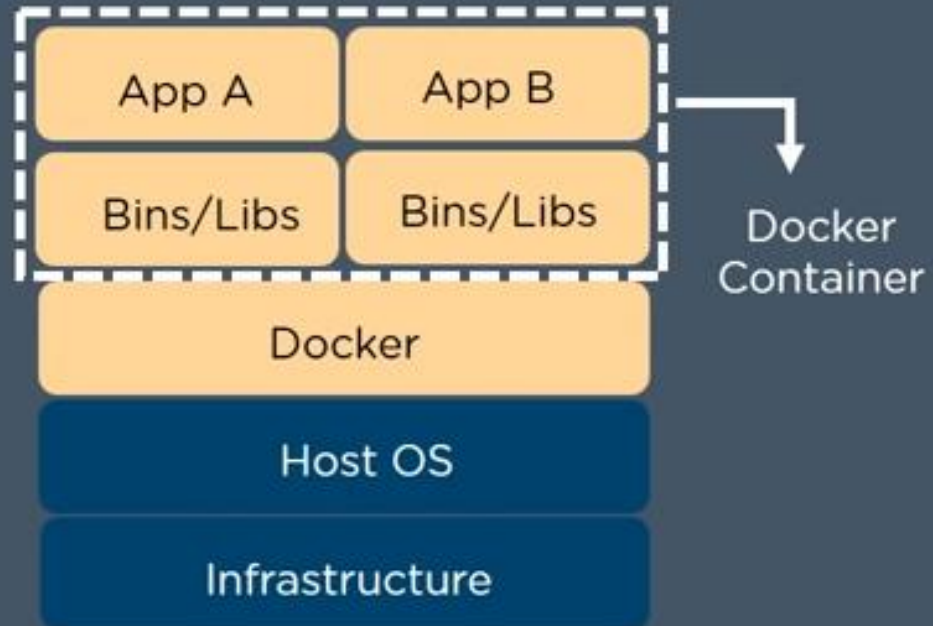 App A
App B
Bins/Libs
Bins/Libs
Docker
Container
Docker
Host OS
Infrastructure